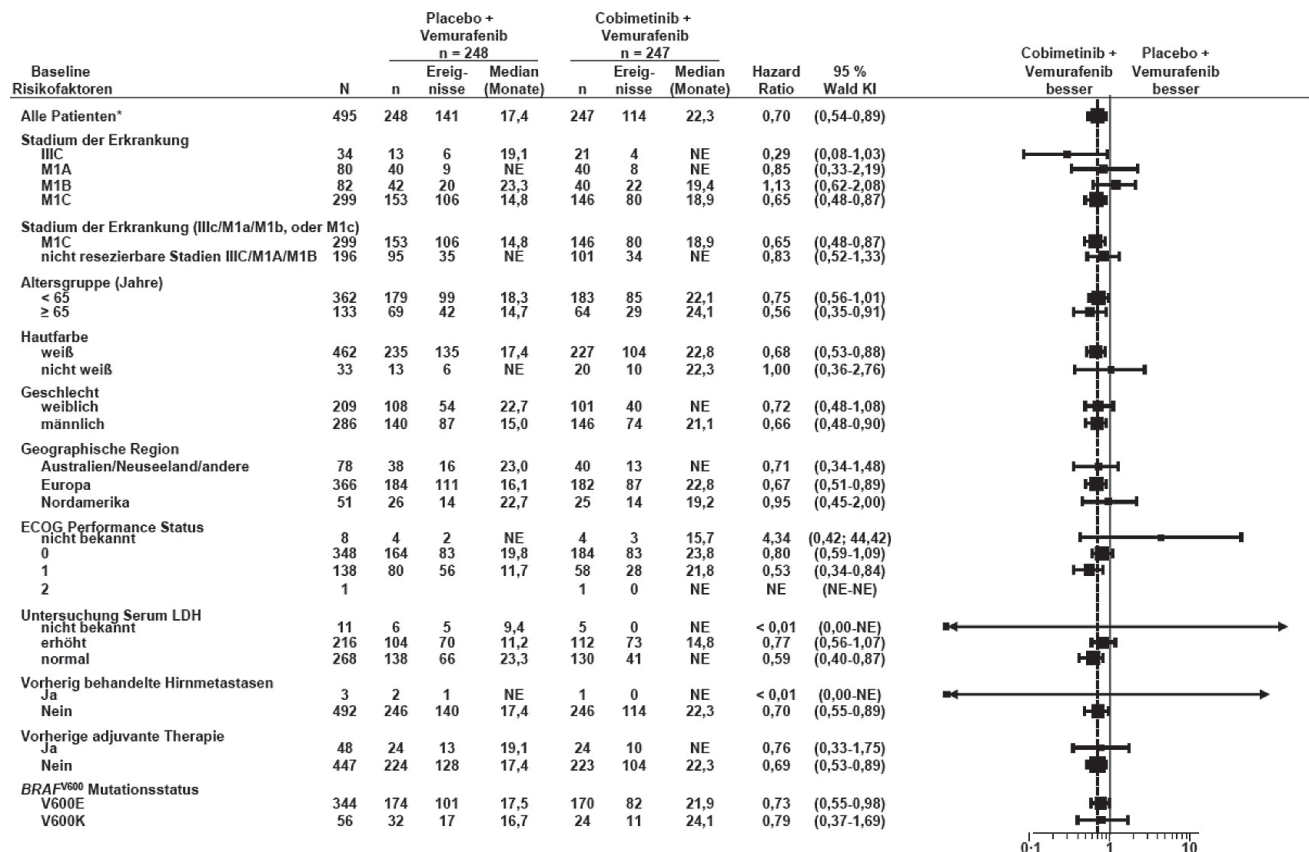 Placebo + Cobimetinib +
Vemurafenib Vemurafenib
n = 248 n = 247 Cobimetinib + Placebo +
Baseline Ereig- Median Ereig- Median Hazard 95 % Vemurafenib Vemurafenib
Risikofaktoren N n nisse (Monate) n nisse (Monate) Ratio Wald KI besser besser
Alle Patienten* 495 248 141 17,4 247 114 22,3 0,70 (0,54-0,89)
Stadium der Erkrankung
IIIC 34 13 6 19,1 21 4 NE 0,29 (0,08-1,03)
M1A 80 40 9 NE 40 8 NE 0,85 (0,33-2,19)
M1B 82 42 20 23,3 40 22 19,4 1,13 (0,62-2,08)
M1C 299 153 106 14,8 146 80 18,9 0,65 (0,48-0,87)
Stadium der Erkrankung (IIIc/M1a/M1b, oder M1c)
M1C 299 153 106 14,8 146 80 18,9 0,65 (0,48-0,87)
nicht resezierbare Stadien IIIC/M1A/M1B 196 95 35 NE 101 34 NE 0,83 (0,52-1,33)
Altersgruppe (Jahre)
< 65 362 179 99 18,3 183 85 22,1 0,75 (0,56-1,01)
≥ 65 133 69 42 14,7 64 29 24,1 0,56 (0,35-0,91)
Hautfarbe
weiß 462 235 135 17,4 227 104 22,8 0,68 (0,53-0,88)
nicht weiß 33 13 6 NE 20 10 22,3 1,00 (0,36-2,76)
Geschlecht
weiblich 209 108 54 22,7 101 40 NE 0,72 (0,48-1,08)
männlich 286 140 87 15,0 146 74 21,1 0,66 (0,48-0,90)
Geographische Region
Australien/Neuseeland/andere 78 38 16 23,0 40 13 NE 0,71 (0,34-1,48)
Europa 366 184 111 16,1 182 87 22,8 0,67 (0,51-0,89)
Nordamerika 51 26 14 22,7 25 14 19,2 0,95 (0,45-2,00)
ECOG Performance Status
nicht bekannt 8 4 2 NE 4 3 15,7 4,34 (0,42; 44,42)
0 348 164 83 19,8 184 83 23,8 0,80 (0,59-1,09)
1 138 80 56 11,7 58 28 21,8 0,53 (0,34-0,84)
2 1 1 0 NE NE (NE-NE)
Untersuchung Serum LDH
nicht bekannt 11 6 5 9,4 5 0 NE < 0,01 (0,00-NE)
erhöht 216 104 70 11,2 112 73 14,8 0,77 (0,56-1,07)
normal 268 138 66 23,3 130 41 NE 0,59 (0,40-0,87)
Vorherig behandelte Hirnmetastasen
Ja 3 2 1 NE 1 0 NE < 0,01 (0,00-NE)
Nein 492 246 140 17,4 246 114 22,3 0,70 (0,55-0,89)
Vorherige adjuvante Therapie
Ja 48 24 13 19,1 24 10 NE 0,76 (0,33-1,75)
Nein 447 224 128 17,4 223 104 22,3 0,69 (0,53-0,89)
BRAFV600 Mutationsstatus
V600E 344 174 101 17,5 170 82 21,9 0,73 (0,55-0,98)
V600K 56 32 17 16,7 24 11 24,1 0,79 (0,37-1,69)
0·1 1 10